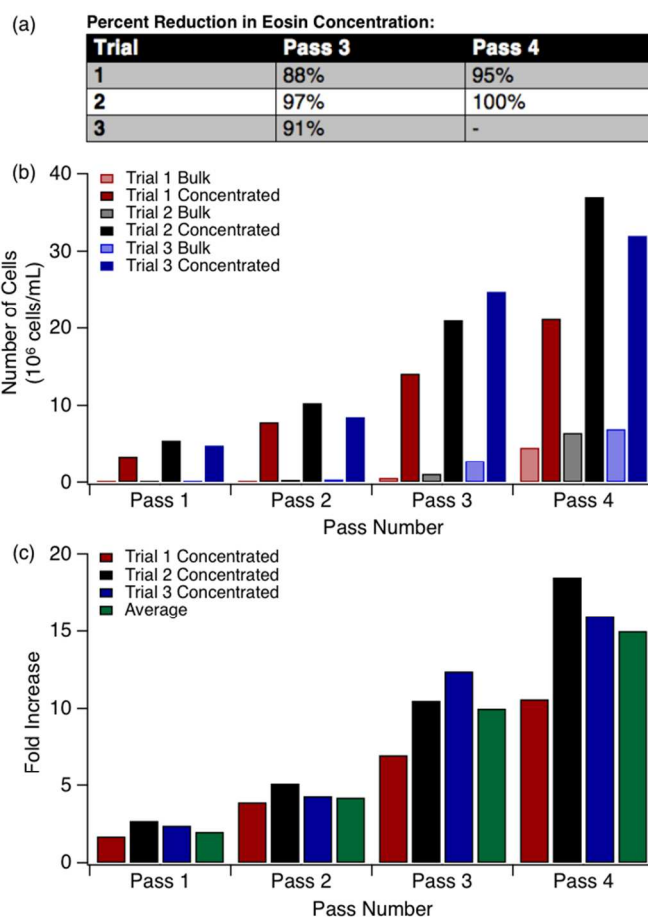 (a)
Percent Reduction in Eosin Concentration:
Trial Pass 3 Pass 4
1 88% 95%
2 97% 100%
3 91% -
(b)
40
30
20
10
0
Number of Cells
(10⁶ cells/mL)
Trial 1 Bulk
Trial 1 Concentrated
Trial 2 Bulk
Trial 2 Concentrated
Trial 3 Bulk
Trial 3 Concentrated
Pass 1 Pass 2 Pass 3 Pass 4
Pass Number
(c)
20
15
10
5
0
Fold Increase
Trial 1 Concentrated
Trial 2 Concentrated
Trial 3 Concentrated
Average
Pass 1 Pass 2 Pass 3 Pass 4
Pass Number